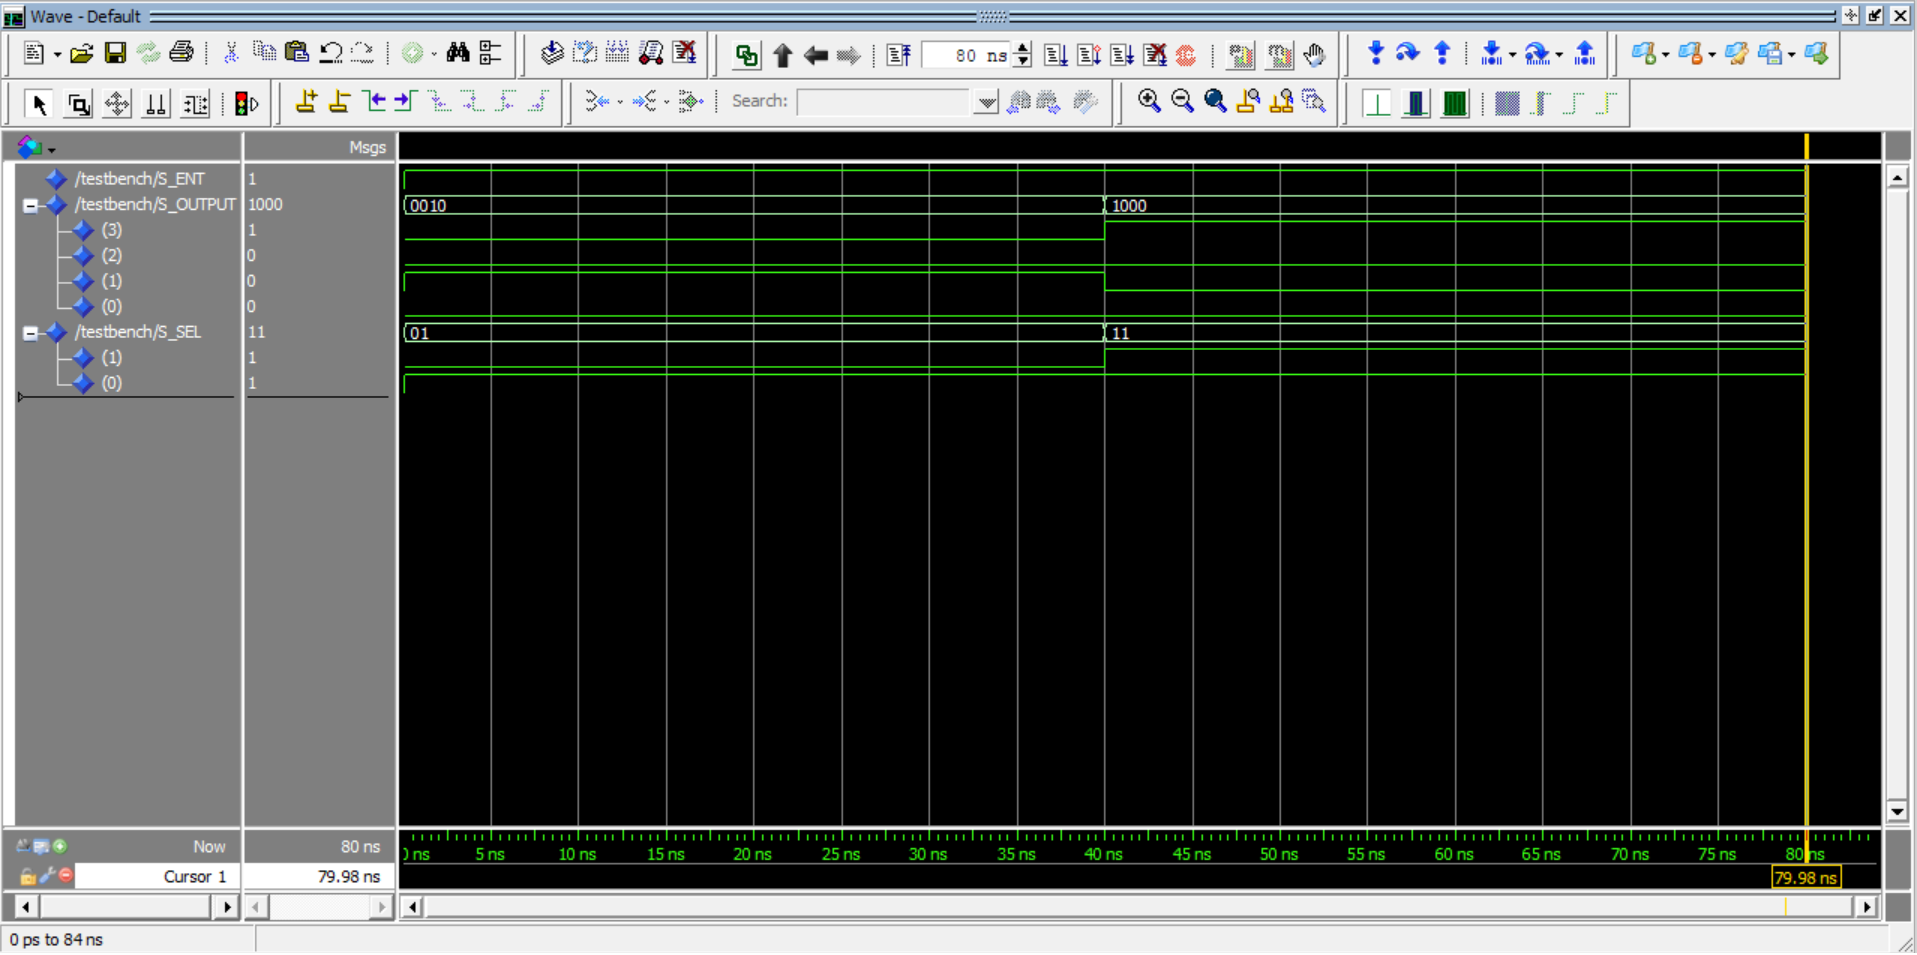 Wave - Default
80 ns
Search:
Msgs
/testbench/S_ENT 1
/testbench/S_OUTPUT 1000 0010 1000
(3) 1
(2) 0
(1) 0
(0) 0
/testbench/S_SEL 11 01 11
(1) 1
(0) 1
Now 80 ns
ns 5 ns 10 ns 15 ns 20 ns 25 ns 30 ns 35 ns 40 ns 45 ns 50 ns 55 ns 60 ns 65 ns 70 ns 75 ns 80 ns
Cursor 1 79.98 ns 79.98 ns
0 ps to 84 ns